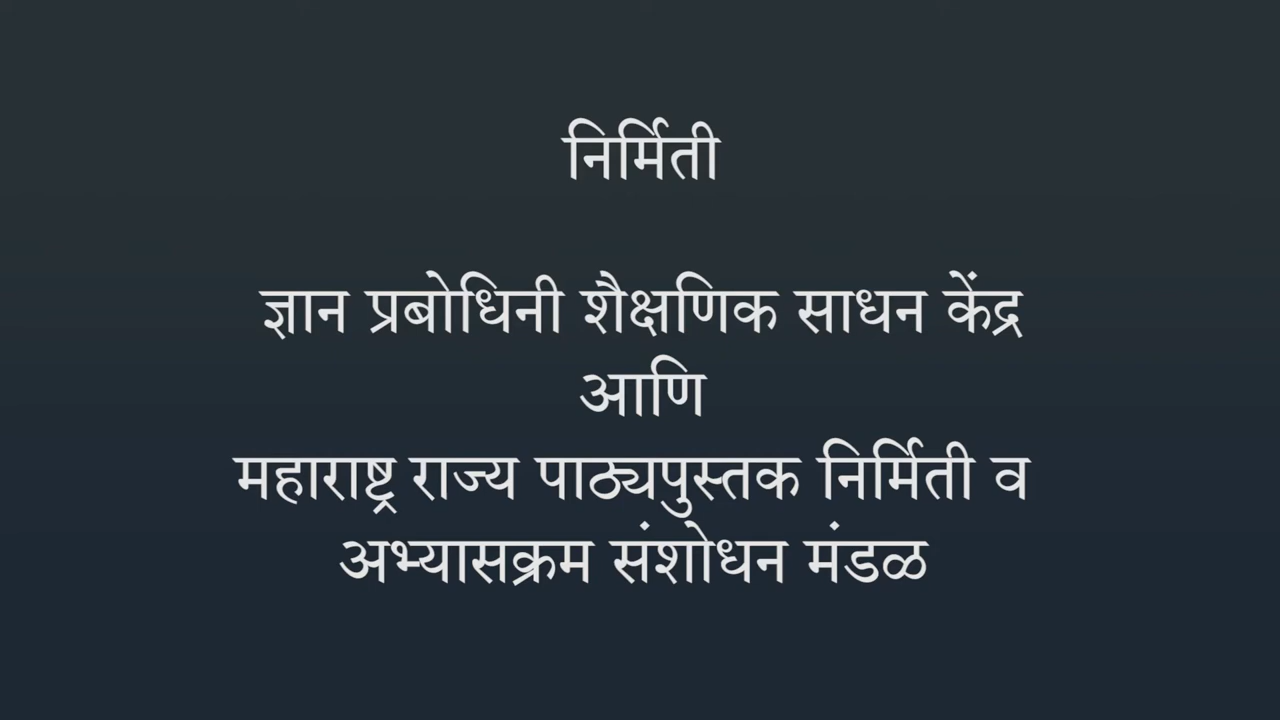 निर्मिती
ज्ञान प्रबोधिनी शैक्षणिक साधन केंद्र
आणि
महाराष्ट्र राज्य पाठ्यपुस्तक निर्मिती व
अभ्यासक्रम संशोधन मंडळ